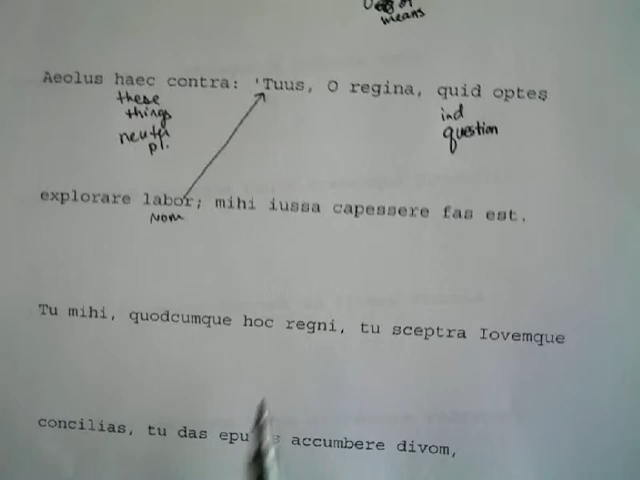 means
Aeolus haec contra: 'Tuus, O regina, quid optes
these
things
neuter
pl.
ind
question
explorare labor; mihi iussa capessere fas est.
Nom
Tu mihi, quodcumque hoc regni, tu sceptra Iovemque
concilias, tu das accumbere divom,